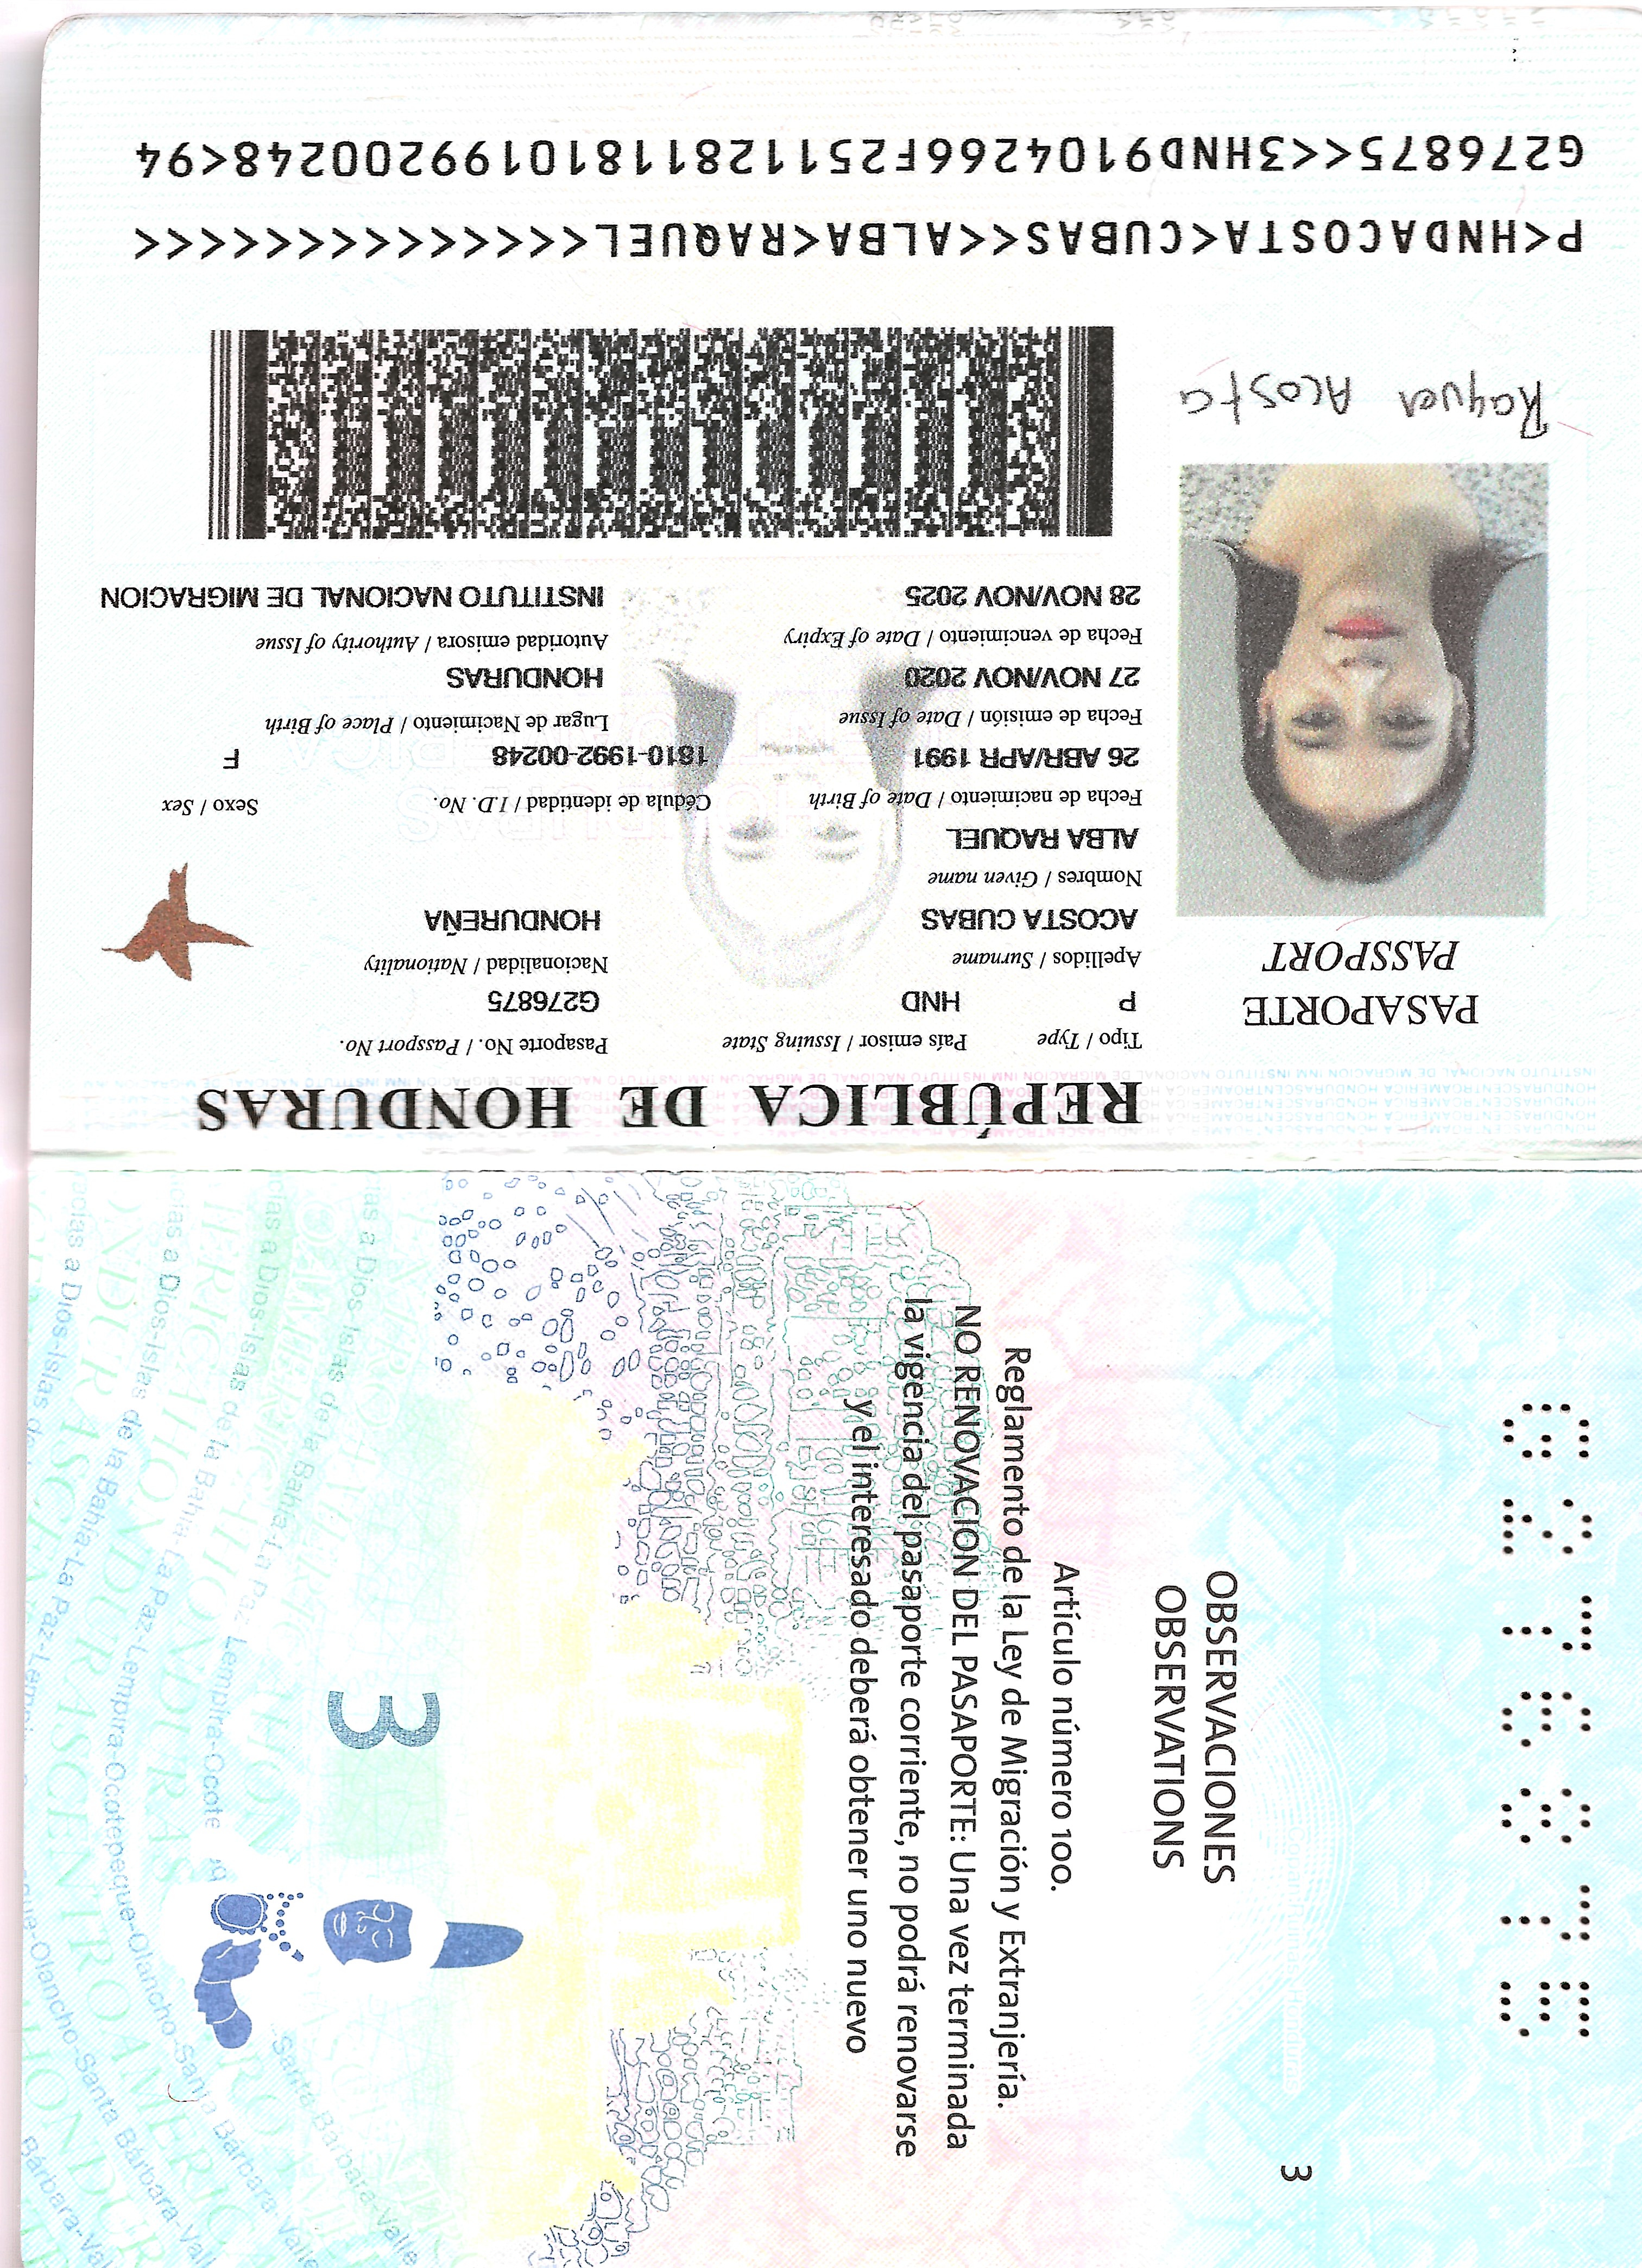 G276875
3
OBSERVACIONES
OBSERVATIONS
Artículo número 100.
Reglamento de la Ley de Migración y Extranjería.
NO RENOVACION DEL PASAPORTE: Una vez terminada
la vigencia del pasaporte corriente, no podrá renovarse
y el interesado deberá obtener uno nuevo
3
REPÚBLICA DE HONDURAS
PASAPORTE
PASSPORT
Tipo / Type País emisor / Issuing State Pasaporte No. / Passport No.
P HND G276875
Apellidos / Surname Nacionalidad / Nationality
ACOSTA CUBAS HONDUREÑA
Nombres / Given name
ALBA RAQUEL
Fecha de nacimiento / Date of Birth Cédula de identidad / I.D. No. Sexo / Sex
26 ABR/APR 1991 1810-1992-00248 F
Fecha de emisión / Date of Issue Lugar de Nacimiento / Place of Birth
27 NOV/NOV 2020 HONDURAS
Fecha de vencimiento / Date of Expiry Autoridad emisora / Authority of Issue
28 NOV/NOV 2025 INSTITUTO NACIONAL DE MIGRACION
Raquel Acosta
P<HNDACOSTA<CUBAS<<ALBA<RAQUEL<<<<<<<<<<<<<<
G276875<<3HND9104266F2511281181019920024​8<94